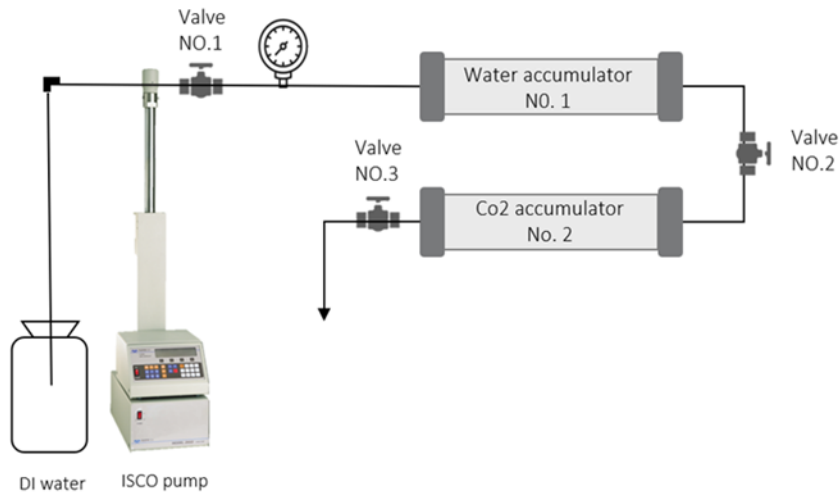 Valve
NO.1
Water accumulator
N0. 1
Valve
NO.2
Valve
NO.3
Co2 accumulator
No. 2
DI water
ISCO pump